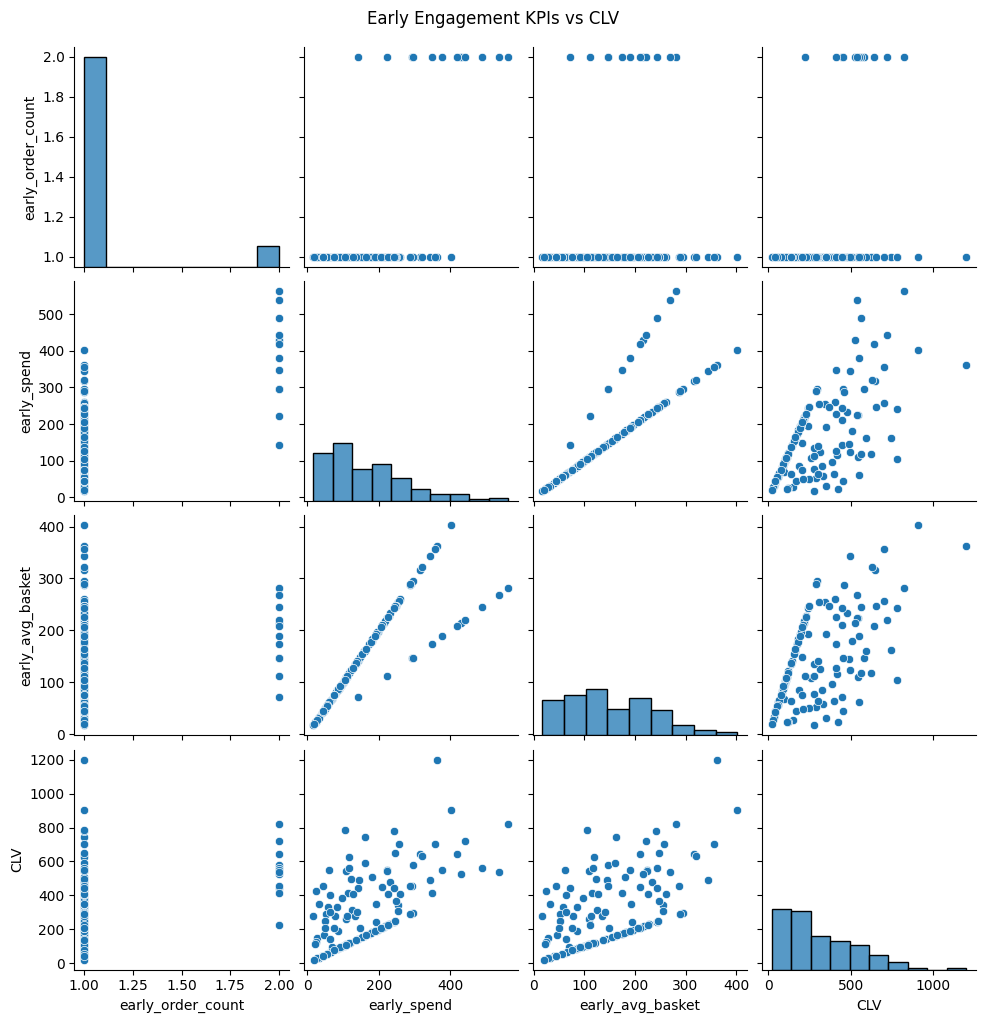 Early Engagement KPIs vs CLV
2.0
1.8
1.6
1.4
1.2
1.0
early_order_count
500
400
300
200
100
0
early_spend
400
300
200
100
0
early_avg_basket
1200
1000
800
600
400
200
0
CLV
1.00 1.25 1.50 1.75 2.00
early_order_count
0 200 400
early_spend
0 100 200 300 400
early_avg_basket
0 500 1000
CLV